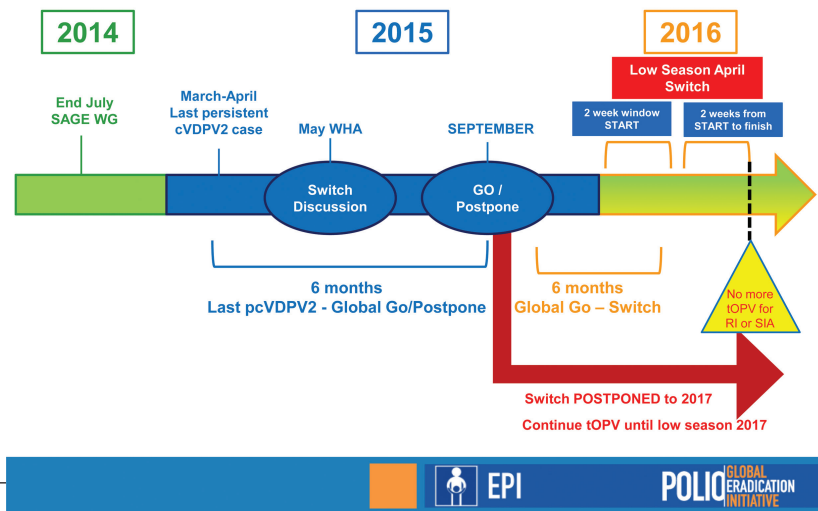 2014
2015
2016
Low Season April
Switch
End July
SAGE WG
March-April
Last persistent
cVDPV2 case
May WHA
SEPTEMBER
2 week window
START
2 weeks from
START to finish
Switch
Discussion
GO /
Postpone
6 months
Last pcVDPV2 - Global Go/Postpone
6 months
Global Go – Switch
No more
tOPV for
RI or SIA
Switch POSTPONED to 2017
Continue tOPV until low season 2017
EPI
POLIO
GLOBAL
ERADICATION
INITIATIVE